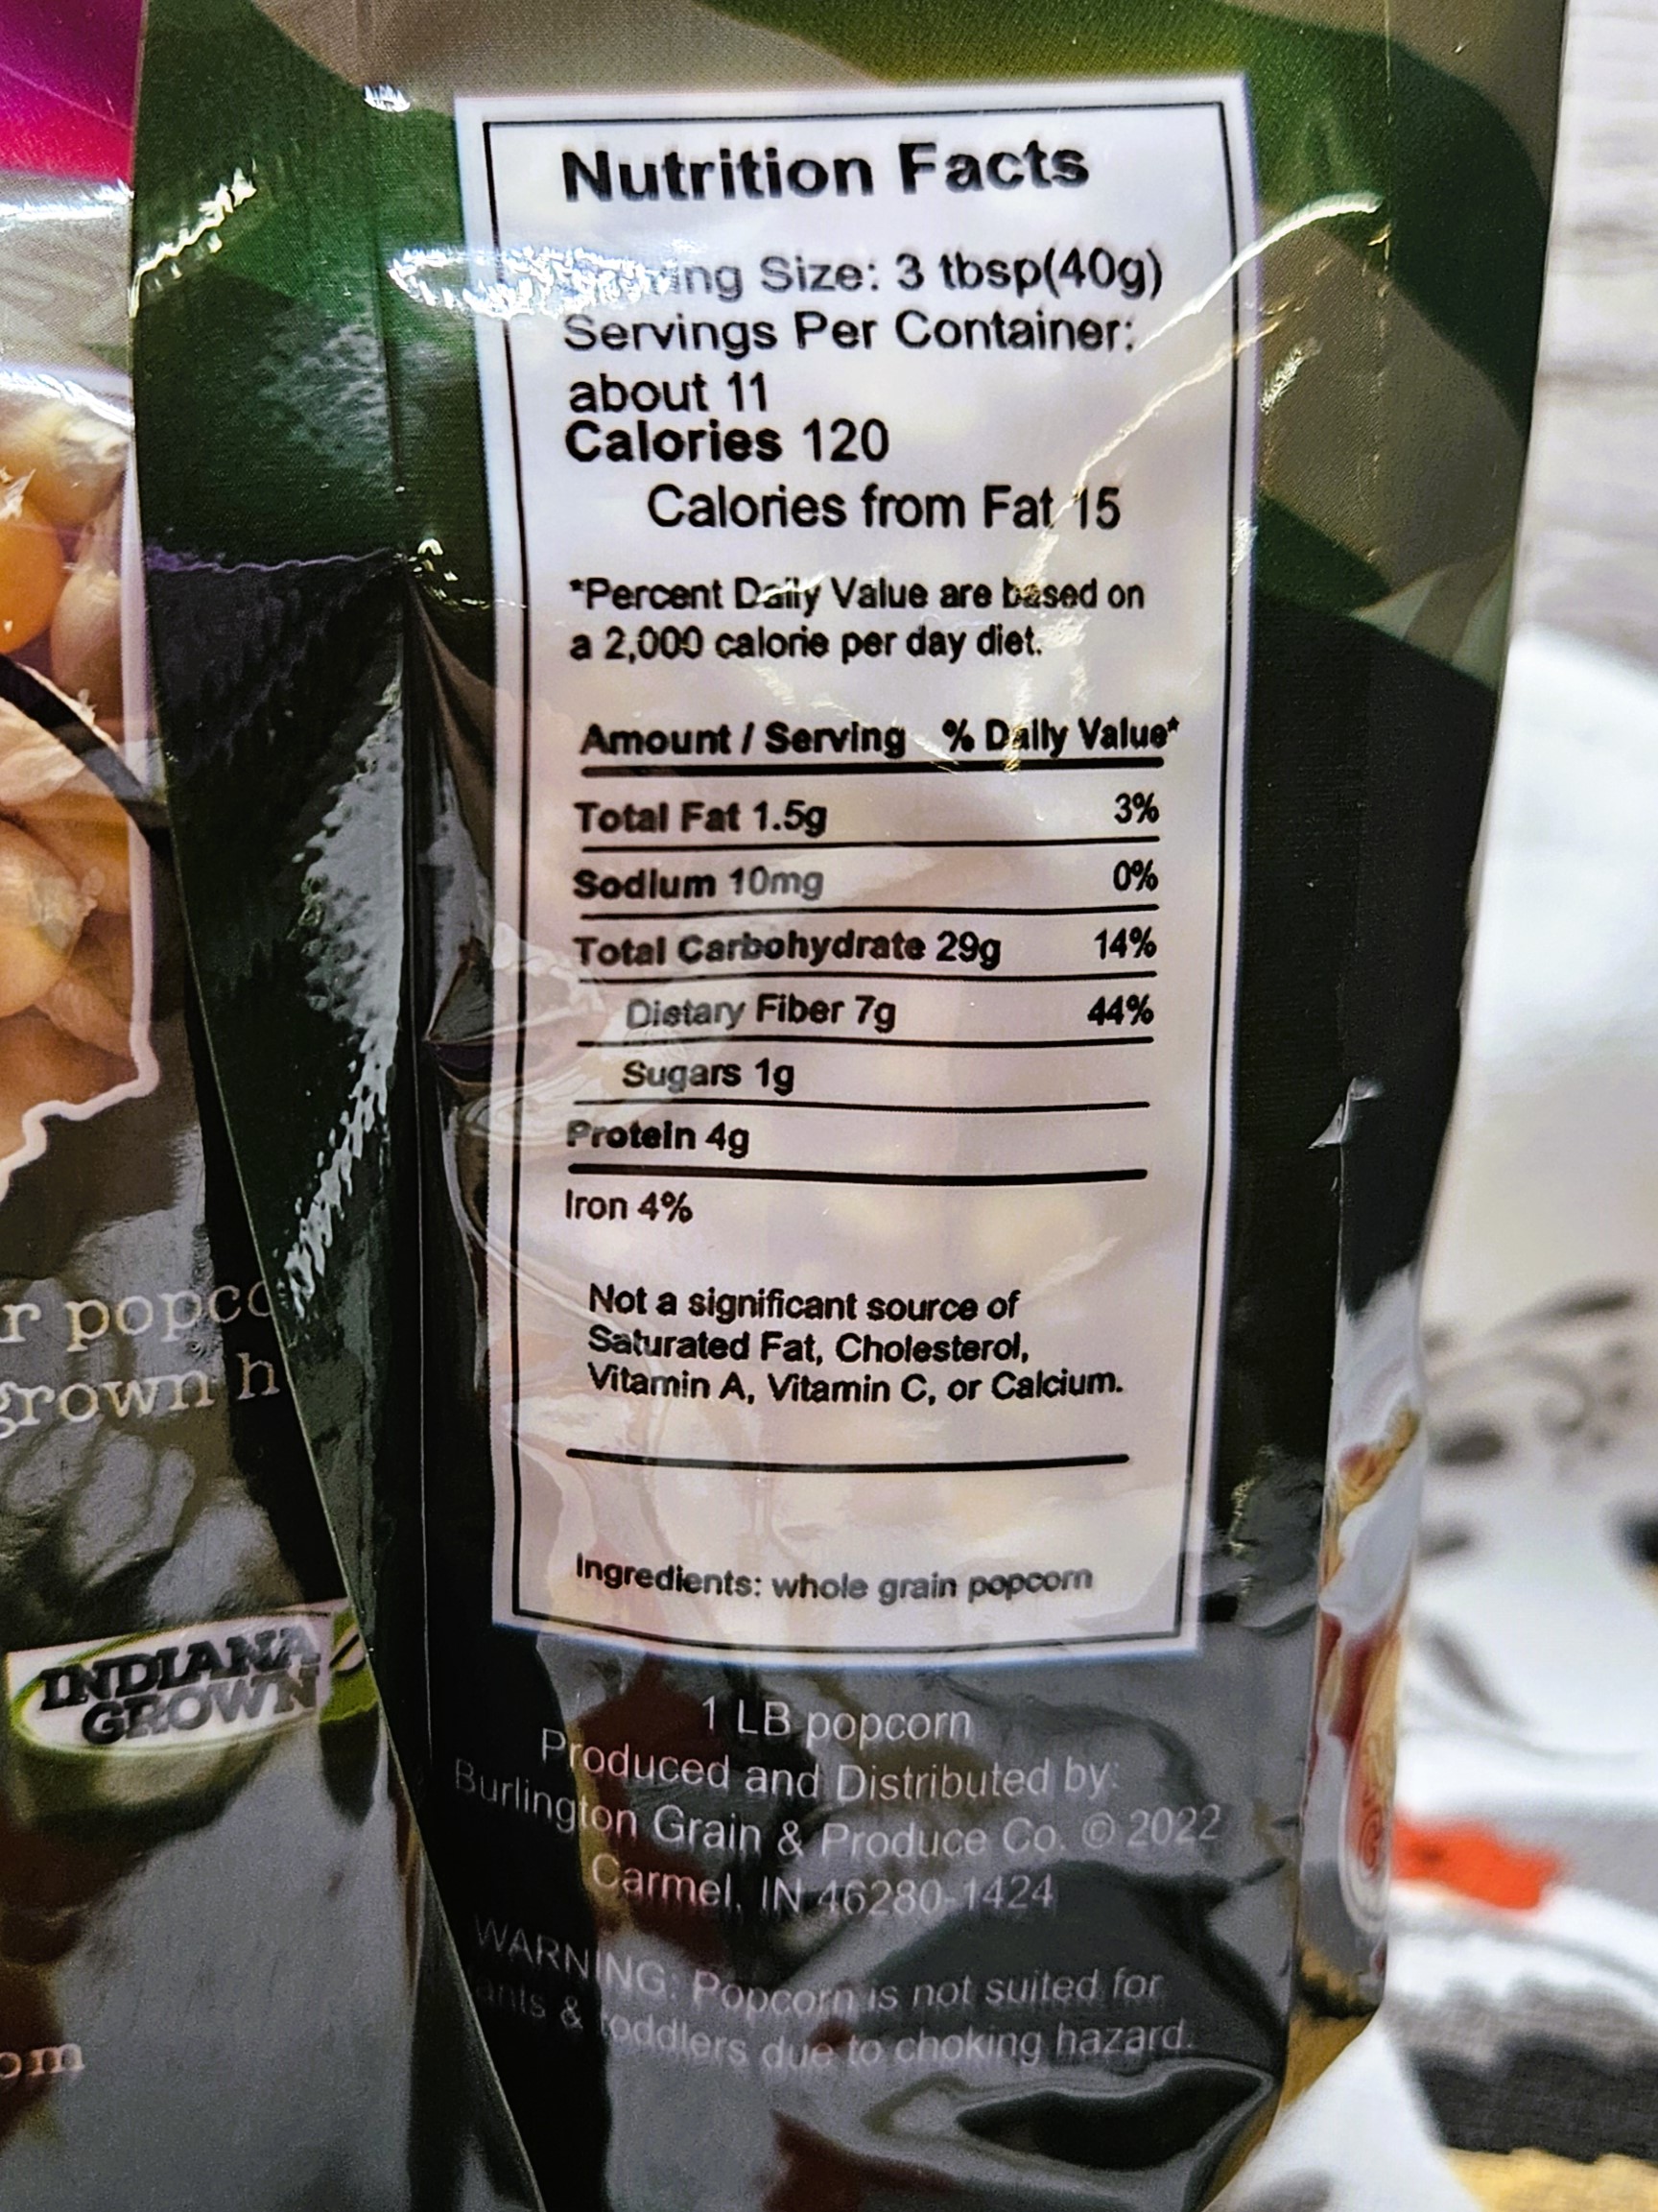 Nutrition Facts
Size: 3 tbsp(40g)
Servings Per Container:
about 11
Calories 120
Calories from Fat 15
*Percent Daily Value are based on
a 2,000 calorie per day diet.
Amount / Serving % Daily Value*
Total Fat 1.5g 3%
Sodium 10mg 0%
Total Carbohydrate 29g 14%
Dietary Fiber 7g 44%
Sugars 1g
Protein 4g
Iron 4%
Not a significant source of
Saturated Fat, Cholesterol,
Vitamin A, Vitamin C, or Calcium.
Ingredients: whole grain popcorn
1 LB popcorn
Produced and Distributed by:
Burlington Grain & Produce Co. © 2022
Carmel, IN 46280-1424
WARNING: Popcorn is not suited for
& toddlers due to choking hazard.
r popco
grown h
INDIANA
GROWN
om